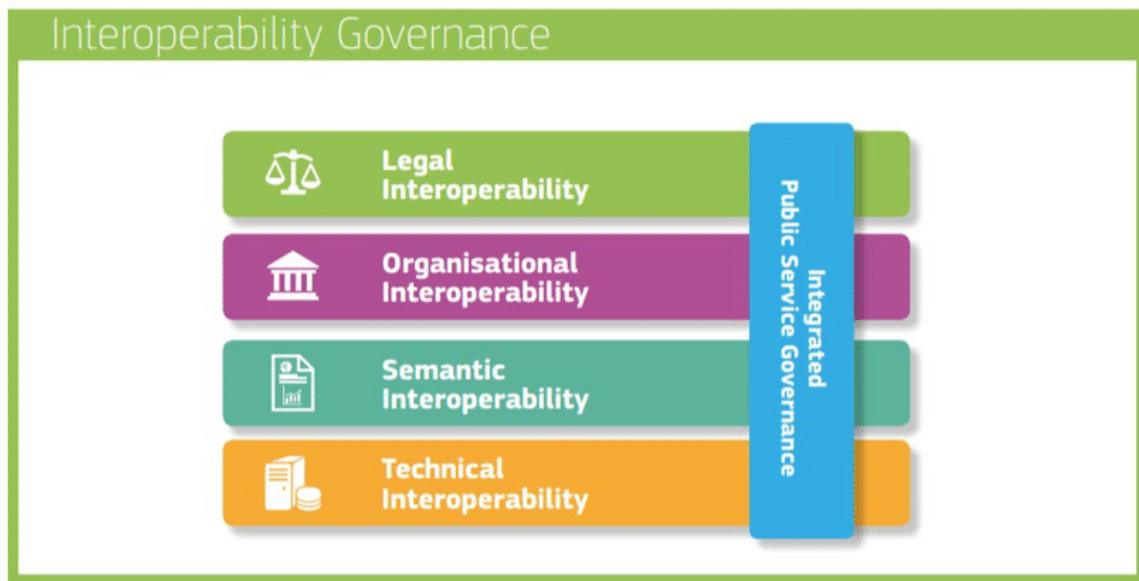 Interoperability Governance
Legal
Interoperability
Organisational
Interoperability
Semantic
Interoperability
Technical
Interoperability
Integrated
Public Service Governance